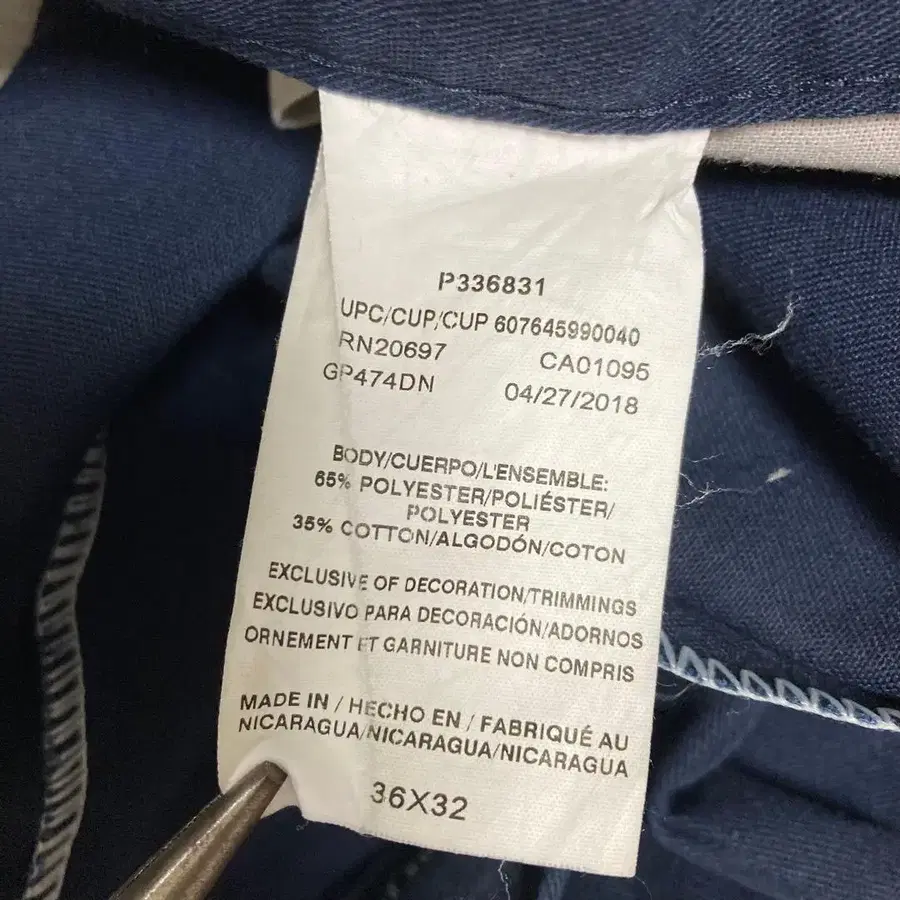 P336831
UPC/CUP/CUP 607645990040
RN20697 CA01095
GP474DN 04/27/2018
BODY/CUERPO/L'ENSEMBLE:
65% POLYESTER/POLIÉSTER/
POLYESTER
35% COTTON/ALGODÓN/COTON
EXCLUSIVE OF DECORATION/TRIMMINGS
EXCLUSIVO PARA DECORACIÓN/ADORNOS
ORNEMENT ET GARNITURE NON COMPRIS
MADE IN / HECHO EN / FABRIQUÉ AU
NICARAGUA/NICARAGUA/NICARAGUA
36X32